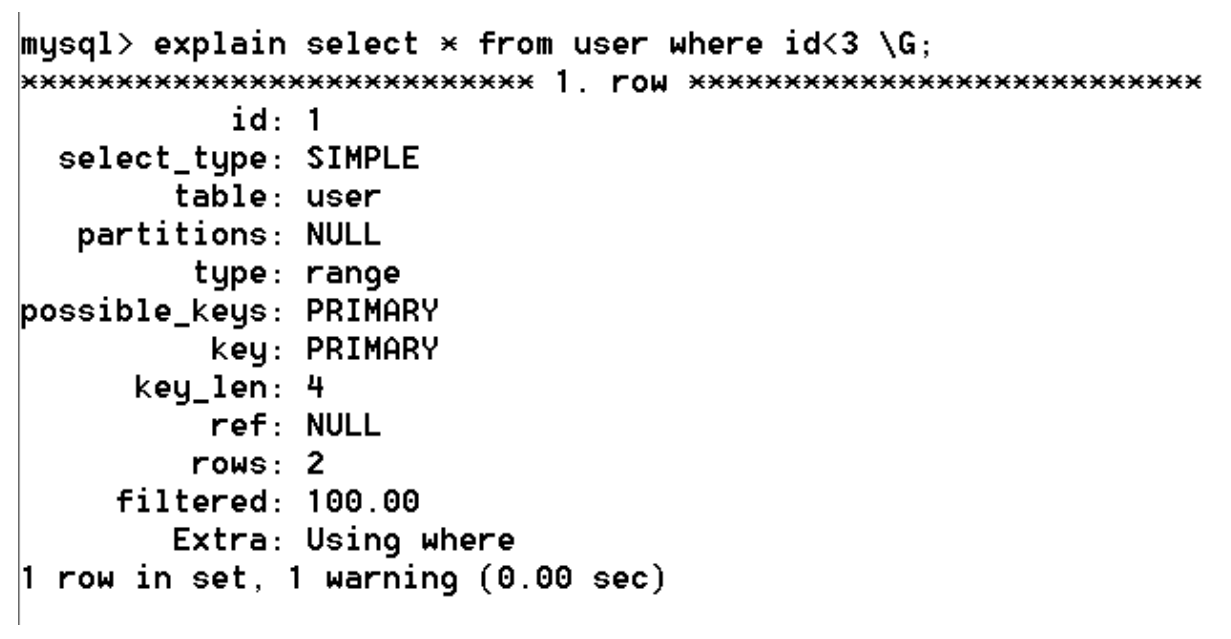 mysql> explain select * from user where id<3 \G;
*************************** 1. row ***************************
id: 1
select_type: SIMPLE
table: user
partitions: NULL
type: range
possible_keys: PRIMARY
key: PRIMARY
key_len: 4
ref: NULL
rows: 2
filtered: 100.00
Extra: Using where
1 row in set, 1 warning (0.00 sec)